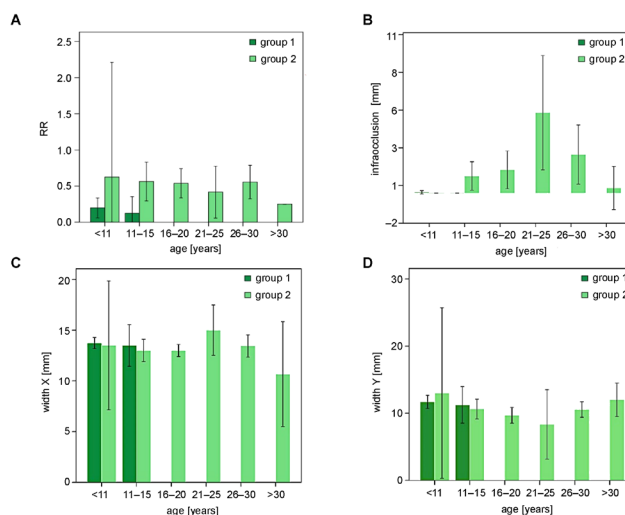 A
group 1
group 2
2.5
2.0
1.5
1.0
0.5
0.0
RR
<11
11–15
16–20
21–25
26–30
>30
age [years]
B
group 1
group 2
11
8
6
3
1
−2
infraocclusion [mm]
<11
11–15
16–20
21–25
26–30
>30
age [years]
C
group 1
group 2
20
15
10
5
0
width X [mm]
<11
11–15
16–20
21–25
26–30
>30
age [years]
D
group 1
group 2
30
20
10
0
width Y [mm]
<11
11–15
16–20
21–25
26–30
>30
age [years]